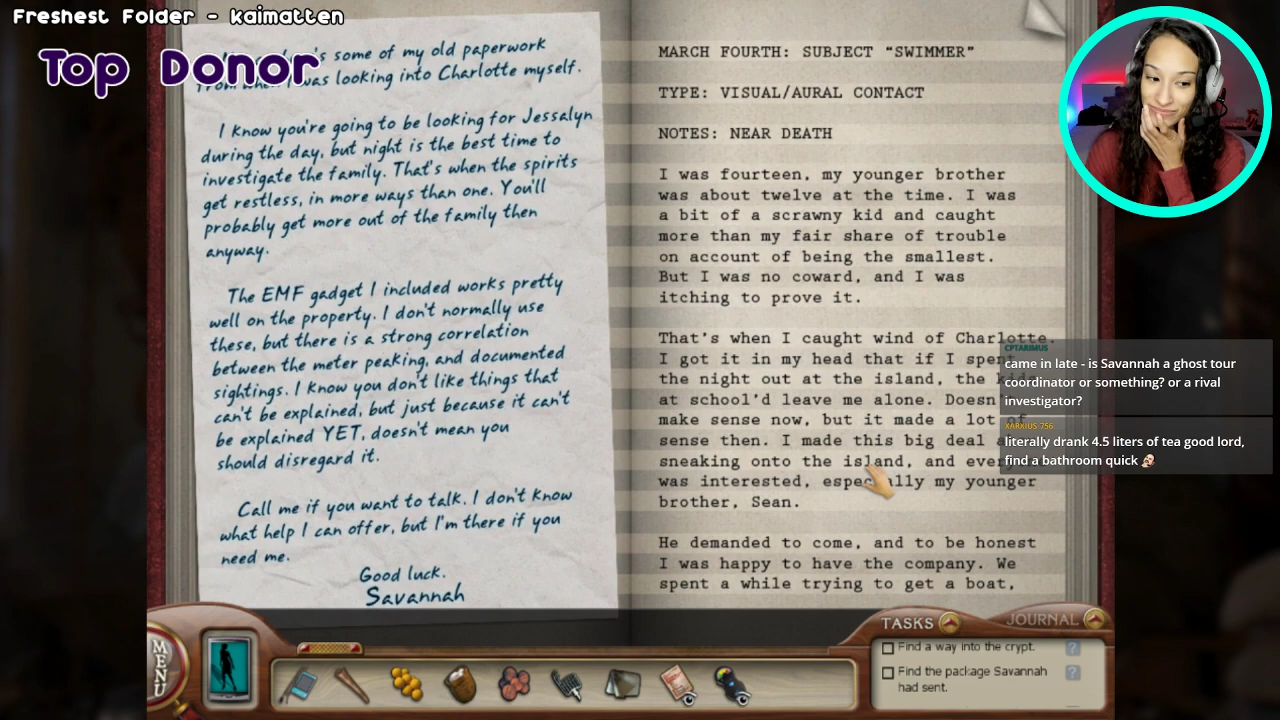 Freshest Folder - kaimatten
Top Donor
some of my old paperwork
was looking into Charlotte myself.
I know you're going to be looking for Jessalyn
during the day, but night is the best time to
investigate the family. That's when the spirits
get restless, in more ways than one. You'll
probably get more out of the family then
anyway.
The EMF gadget I included works pretty
well on the property. I don't normally use
these, but there is a strong correlation
between the meter peaking, and documented
sightings. I know you don't like things that
can't be explained, but just because it can't
be explained YET, doesn't mean you
should disregard it.
Call me if you want to talk. I don't know
what help I can offer, but I'm there if you
need me.
Good luck.
Savannah
MARCH FOURTH: SUBJECT “SWIMMER”
TYPE: VISUAL/AURAL CONTACT
NOTES: NEAR DEATH
I was fourteen, my younger brother
was about twelve at the time. I was
a bit of a scrawny kid and caught
more than my fair share of trouble
on account of being the smallest.
But I was no coward, and I was
itching to prove it.
That's when I caught wind of Charlotte.
I got it in my head that if I spent
the night out at the island, the kids
at school'd leave me alone. Doesn
make sense now, but it made a lot of
sense then. I made this big deal
sneaking onto the island, and ever
was interested, especially my younger
brother, Sean.
He demanded to come, and to be honest
I was happy to have the company. We
spent a while trying to get a boat,
CPTARIMUS
came in late - is Savannah a ghost tour
coordinator or something? or a rival
investigator?
XARXIUS_756
literally drank 4.5 liters of tea good lord,
find a bathroom quick
MENU
TASKS
JOURNAL
Find a way into the crypt.
?
Find the package Savannah
had sent.
?